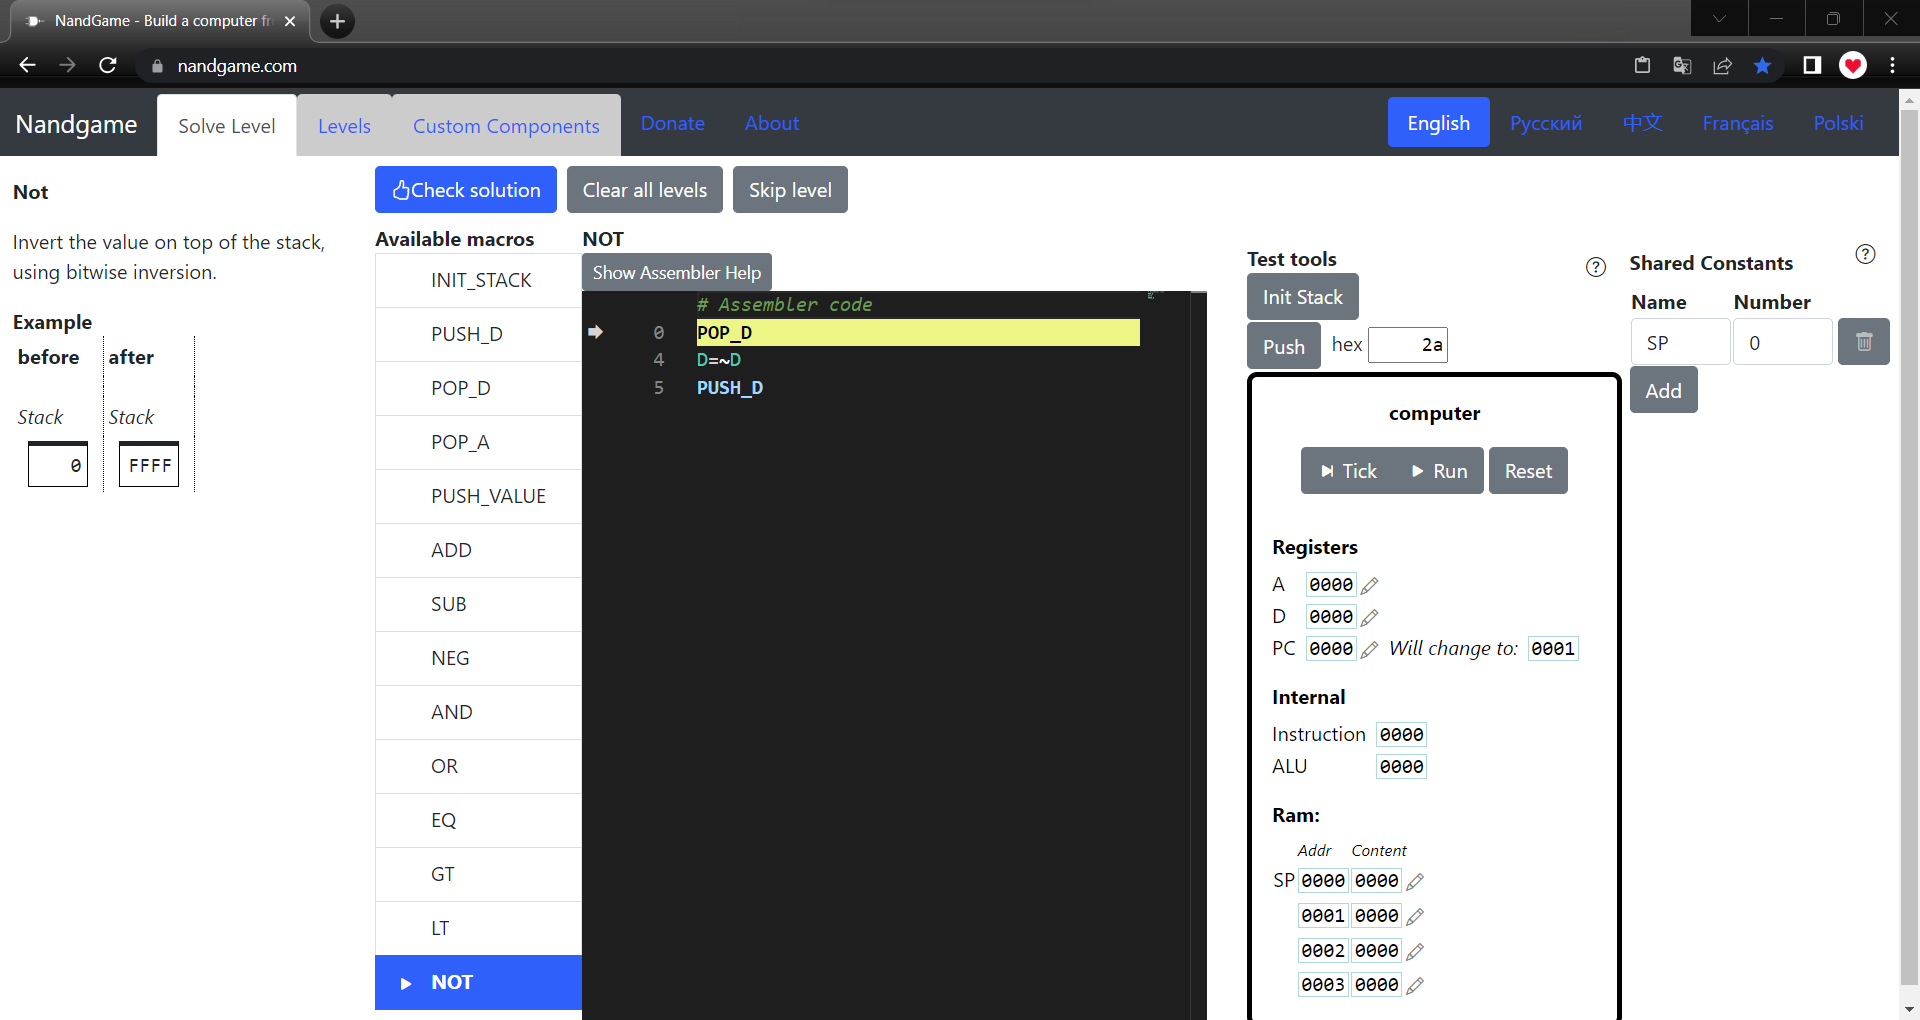 NandGame - Build a computer fr
nandgame.com
Nandgame
Solve Level
Levels
Custom Components
Donate
About
English
Русский
中文
Français
Polski
Not
Invert the value on top of the stack,
using bitwise inversion.
Example
before after
Stack Stack
0 FFFF
Check solution
Clear all levels
Skip level
Available macros
INIT_STACK
PUSH_D
POP_D
POP_A
PUSH_VALUE
ADD
SUB
NEG
AND
OR
EQ
GT
LT
NOT
NOT
Show Assembler Help
# Assembler code
0 POP_D
4 D=~D
5 PUSH_D
Test tools
Init Stack
Push hex 2a
computer
Tick Run Reset
Registers
A 0000
D 0000
PC 0000 Will change to: 0001
Internal
Instruction 0000
ALU 0000
Ram:
Addr Content
SP 0000 0000
0001 0000
0002 0000
0003 0000
Shared Constants
Name Number
SP 0
Add